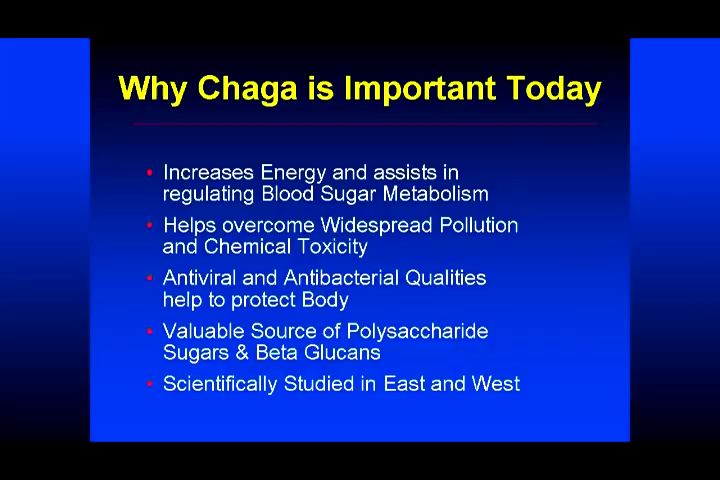 Why Chaga is Important Today
• Increases Energy and assists in
regulating Blood Sugar Metabolism
• Helps overcome Widespread Pollution
and Chemical Toxicity
• Antiviral and Antibacterial Qualities
help to protect Body
• Valuable Source of Polysaccharide
Sugars & Beta Glucans
• Scientifically Studied in East and West